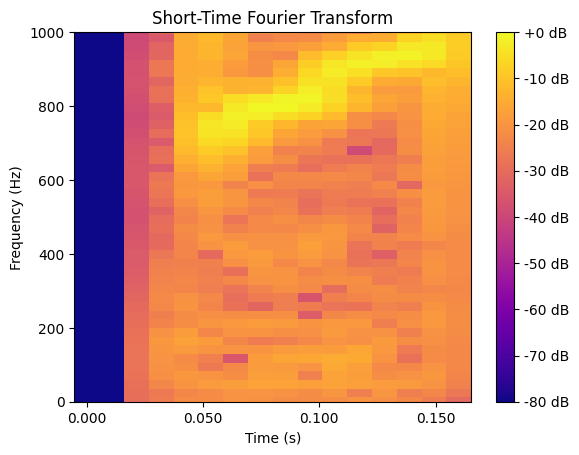 Short-Time Fourier Transform
1000
800
600
400
200
0
Frequency (Hz)
0.000
0.050
0.100
0.150
Time (s)
+0 dB
-10 dB
-20 dB
-30 dB
-40 dB
-50 dB
-60 dB
-70 dB
-80 dB